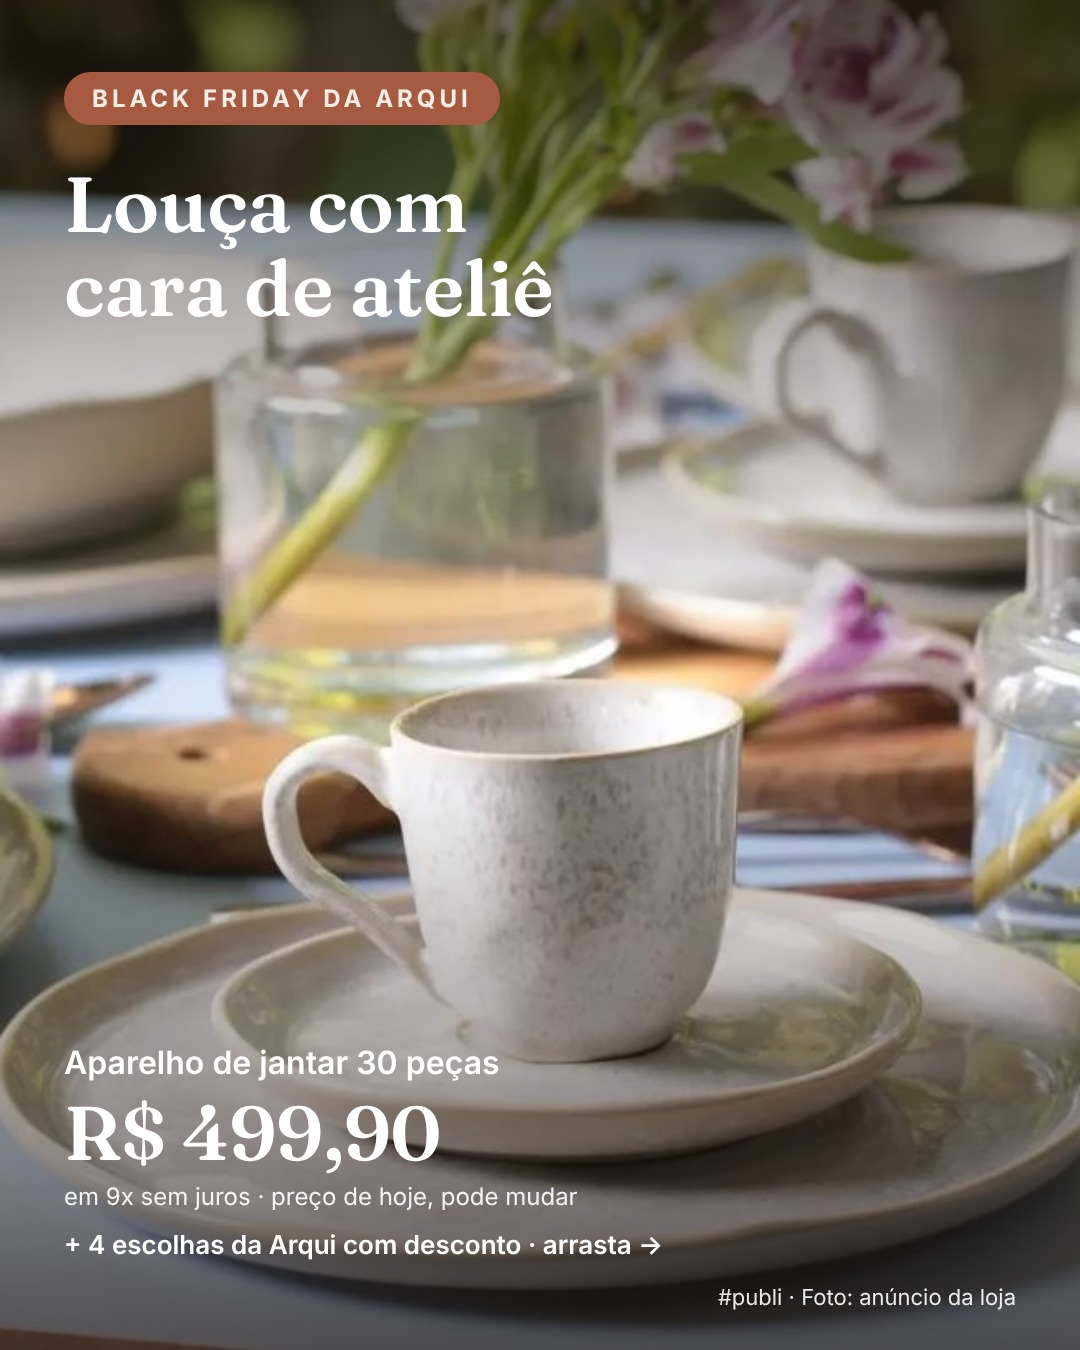 BLACK FRIDAY DA ARQUI
Louça com
cara de ateliê
Aparelho de jantar 30 peças
R$ 499,90
em 9x sem juros · preço de hoje, pode mudar
+ 4 escolhas da Arqui com desconto · arrasta →
#publi · Foto: anúncio da loja